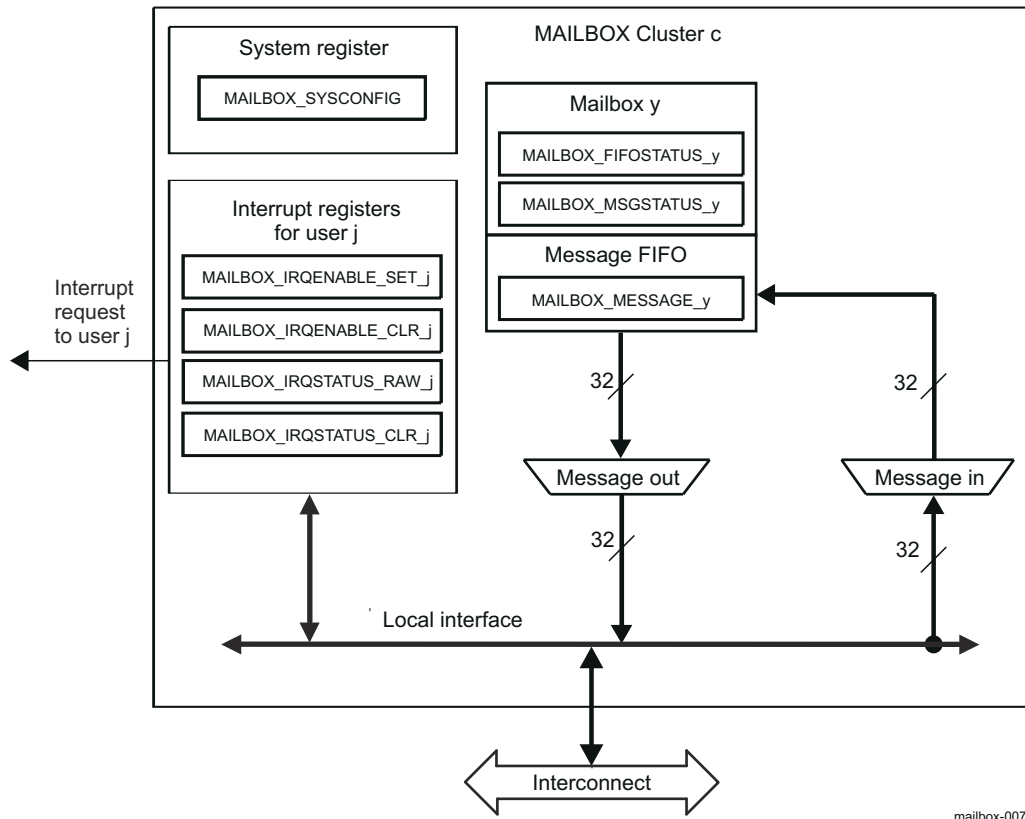 MAILBOX Cluster c
System register
MAILBOX_SYSCONFIG
Mailbox y
MAILBOX_FIFOSTATUS_y
MAILBOX_MSGSTATUS_y
Interrupt registers
for user j
Message FIFO
MAILBOX_IRQENABLE_SET_j
MAILBOX_MESSAGE_y
Interrupt
request
to user j
MAILBOX_IRQENABLE_CLR_j
MAILBOX_IRQSTATUS_RAW_j
MAILBOX_IRQSTATUS_CLR_j
32
32
Message out
Message in
32
32
Local interface
Interconnect
mailbox-007